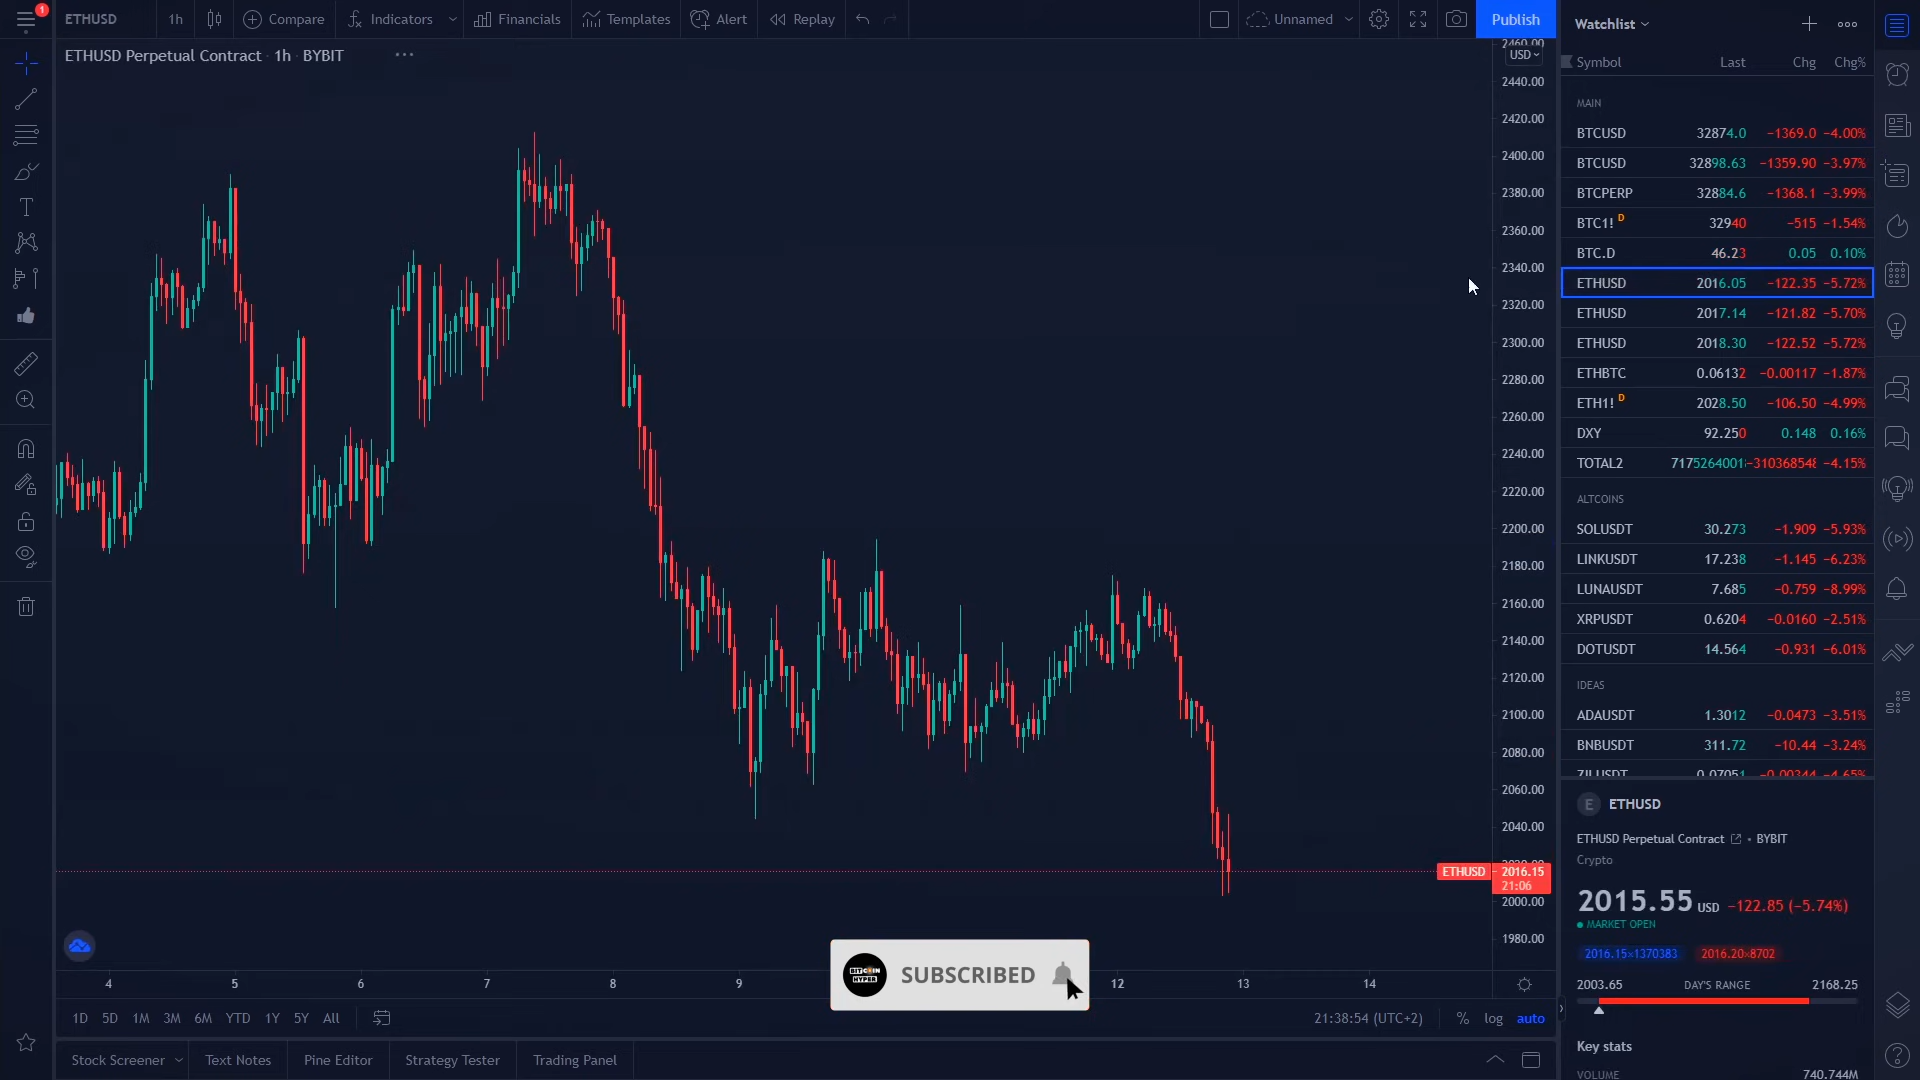 1
ETHUSD 1h Compare Indicators Financials Templates Alert Replay Unnamed Publish
ETHUSD Perpetual Contract · 1h · BYBIT ···
USD
2440.00
2420.00
2400.00
2380.00
2360.00
2340.00
2320.00
2300.00
2280.00
2260.00
2240.00
2220.00
2200.00
2180.00
2160.00
2140.00
2120.00
2100.00
2080.00
2060.00
2040.00
ETHUSD 2016.15
21:06
2000.00
1980.00
4 5 6 7 8 9 12 13 14
BITCOIN
HYPER
SUBSCRIBED
1D 5D 1M 3M 6M YTD 1Y 5Y All
21:38:54 (UTC+2) % log auto
Stock Screener Text Notes Pine Editor Strategy Tester Trading Panel
Watchlist
Symbol Last Chg Chg%
MAIN
BTCUSD 32874.0 −1369.0 −4.00%
BTCUSD 32898.63 −1359.90 −3.97%
BTCPERP 32884.6 −1368.1 −3.99%
BTC1! D 32940 −515 −1.54%
BTC.D 46.23 0.05 0.10%
ETHUSD 2016.05 −122.35 −5.72%
ETHUSD 2017.14 −121.82 −5.70%
ETHUSD 2018.30 −122.52 −5.72%
ETHBTC 0.06132 −0.00117 −1.87%
ETH1! D 2028.50 −106.50 −4.99%
DXY 92.250 0.148 0.16%
TOTAL2 7175264001 −310368548 −4.15%
ALTCOINS
SOLUSDT 30.273 −1.909 −5.93%
LINKUSDT 17.238 −1.145 −6.23%
LUNAUSDT 7.685 −0.759 −8.99%
XRPUSDT 0.6204 −0.0160 −2.51%
DOTUSDT 14.564 −0.931 −6.01%
IDEAS
ADAUSDT 1.3012 −0.0473 −3.51%
BNBUSDT 311.72 −10.44 −3.24%
ZILUSDT 0.07051 −0.00344 −4.65%
E ETHUSD
ETHUSD Perpetual Contract • BYBIT
Crypto
2015.55 USD −122.85 (−5.74%)
MARKET OPEN
2016.15×1370383 2016.20×8702
2003.65 DAY'S RANGE 2168.25
Key stats
VOLUME 740.744M